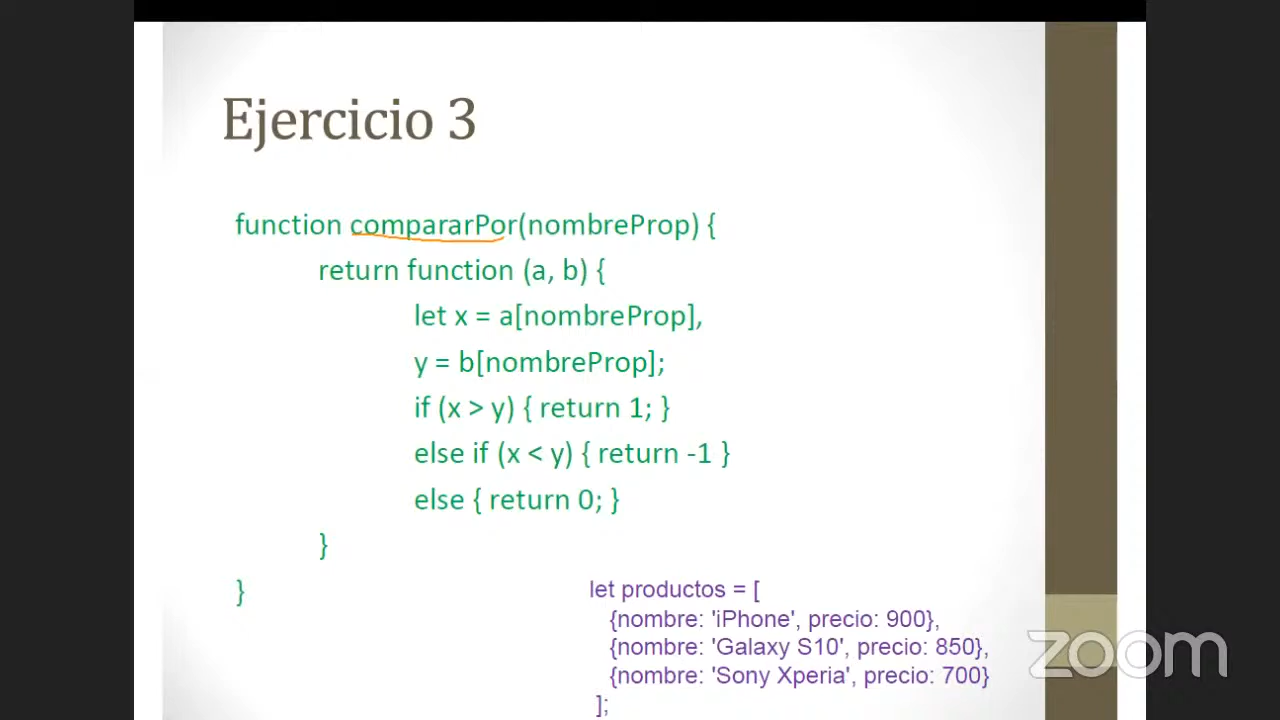 Ejercicio 3
function compararPor(nombreProp) {
return function (a, b) {
let x = a[nombreProp],
y = b[nombreProp];
if (x > y) { return 1; }
else if (x < y) { return -1 }
else { return 0; }
}
}
let productos = [
{nombre: 'iPhone', precio: 900},
{nombre: 'Galaxy S10', precio: 850},
{nombre: 'Sony Xperia', precio: 700}
];
zoom